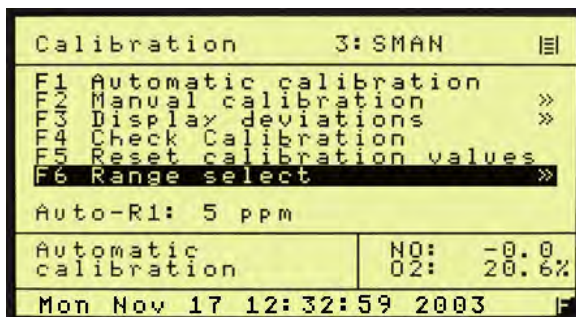 Calibration 3:SMAN
F1 Automatic calibration
F2 Manual calibration »
F3 Display deviations »
F4 Check Calibration
F5 Reset calibration values
F6 Range select »
Auto-R1: 5 ppm
Automatic calibration
NO: -0.0
O2: 20.6%
Mon Nov 17 12:32:59 2003